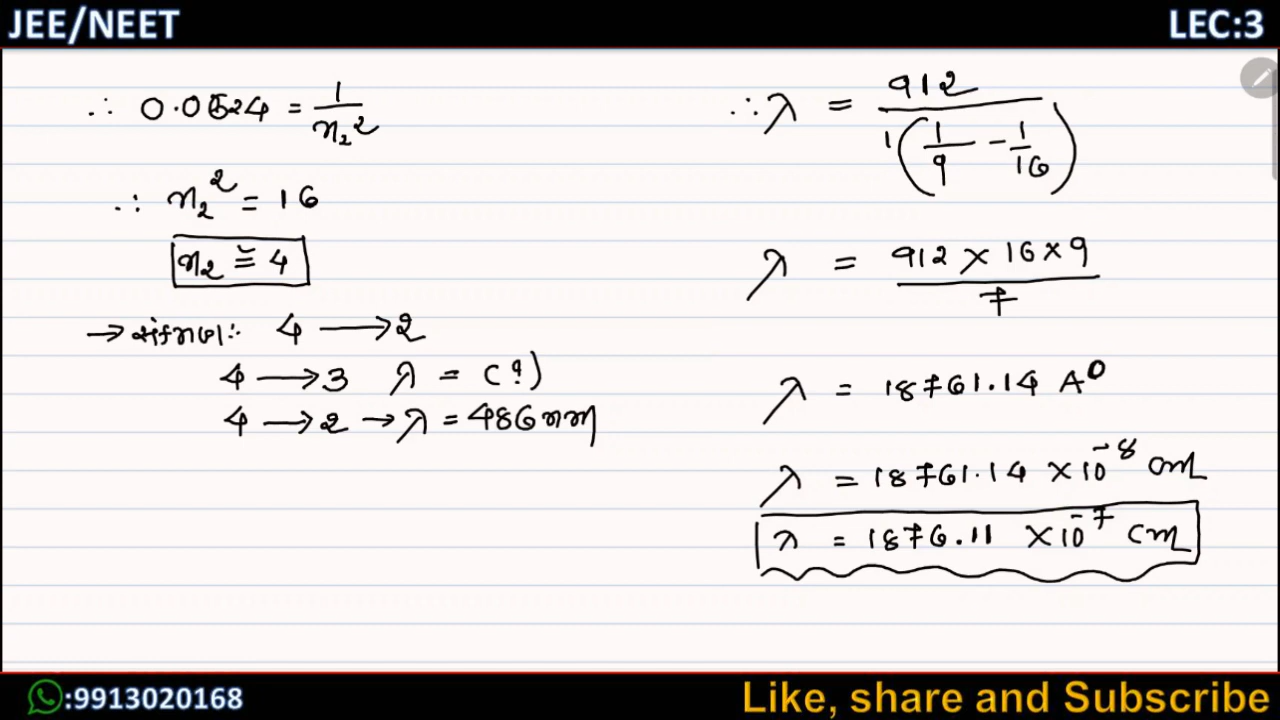 JEE/NEET
LEC:3
∴ 0.0624 = 1/n₂²
∴ n₂² = 16
n₂ ≅ 4
→ સંક્રમણ: 4 → 2
4 → 3 λ = (?)
4 → 2 → λ = 486 nm
∴ λ = 912 / 1(1/9 - 1/16)
λ = 912 × 16 × 9 / 7
λ = 18761.14 A⁰
λ = 18761.14 × 10⁻⁸ cm
λ = 1876.11 × 10⁻⁷ cm
:9913020168
Like, share and Subscribe